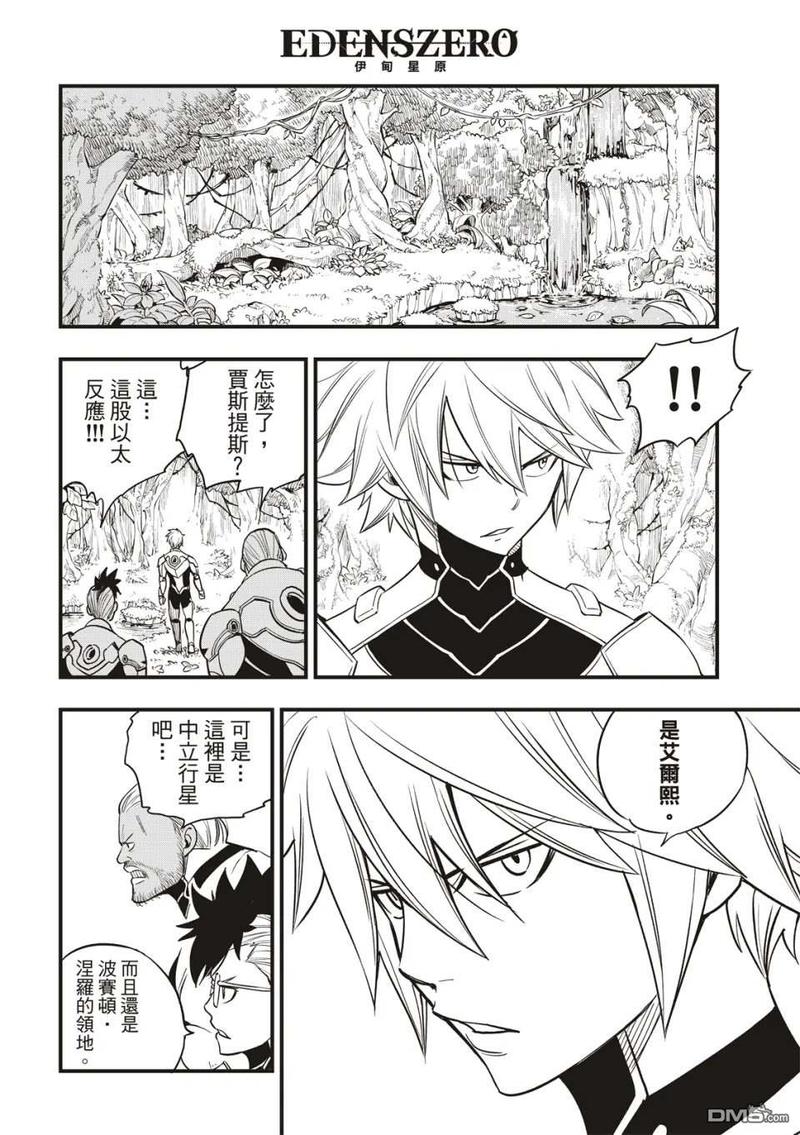 EDENSZERO
伊甸星原
!!
怎麼了，
賈斯提斯？
這…
這股以太
反應!!!
是艾爾熙。
可是…
這裡是
中立行星
吧…
而且還是
波賽頓・
涅羅的領地。
DM5.com